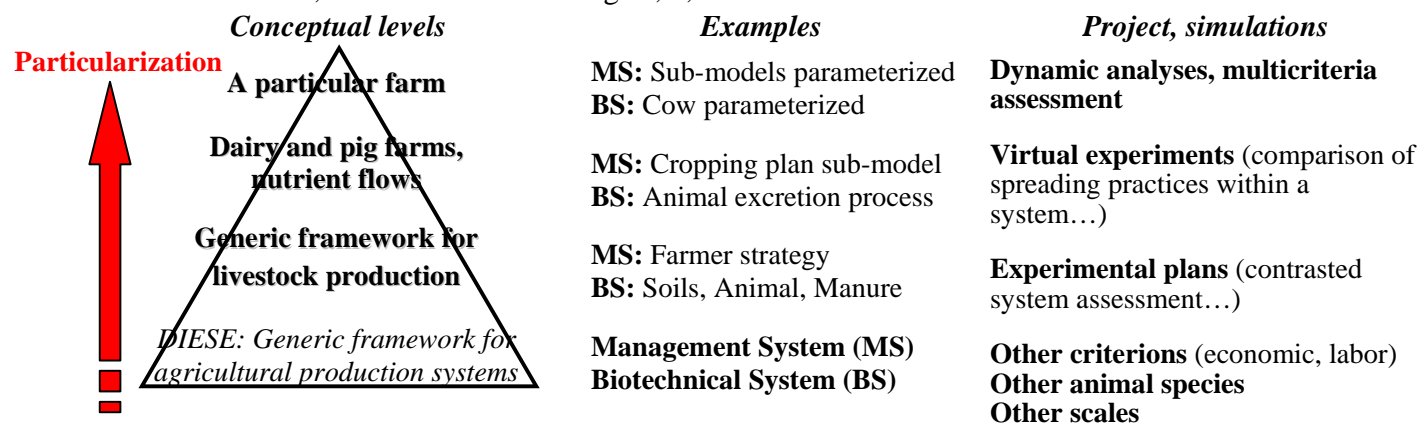 Conceptual levels
Examples
Project, simulations
Particularization
A particular farm
Dairy and pig farms,
nutrient flows
Generic framework for
livestock production
DIESE: Generic framework for
agricultural production systems
MS: Sub-models parameterized
BS: Cow parameterized
MS: Cropping plan sub-model
BS: Animal excretion process
MS: Farmer strategy
BS: Soils, Animal, Manure
Management System (MS)
Biotechnical System (BS)
Dynamic analyses, multicriteria
assessment
Virtual experiments (comparison of
spreading practices within a
system…)
Experimental plans (contrasted
system assessment…)
Other criterions (economic, labor)
Other animal species
Other scales